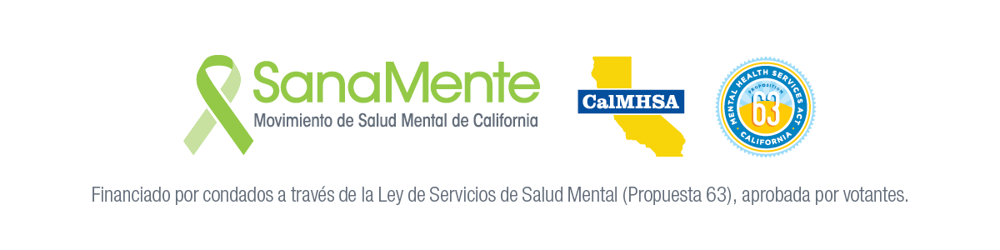 SanaMente
Movimiento de Salud Mental de California
CalMHSA
MENTAL HEALTH SERVICES ACT
PROPOSITION
63
CALIFORNIA
Financiado por condados a través de la Ley de Servicios de Salud Mental (Propuesta 63), aprobada por votantes.